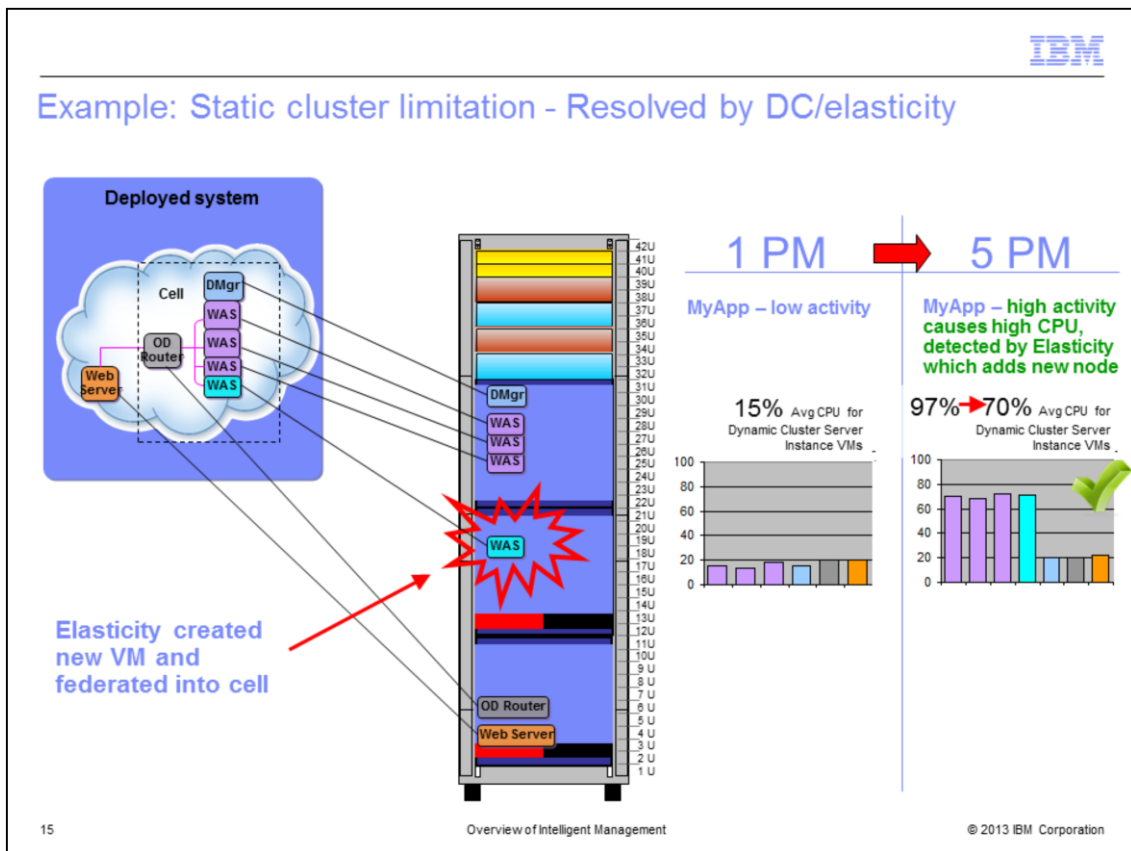 IBM
Example: Static cluster limitation - Resolved by DC/elasticity
Deployed system
Cell
DMgr
WAS
WAS
WAS
WAS
OD
Router
Web
Server
42U
41U
40U
39U
38U
37U
36U
35U
34U
33U
32U
31U
30U
29U
28U
27U
26U
25U
24U
23U
22U
21U
20U
19U
18U
17U
16U
15U
14U
13U
12U
11U
10U
9 U
8 U
7 U
6 U
5 U
4 U
3 U
2 U
1 U
DMgr
WAS
WAS
WAS
WAS
OD Router
Web Server
Elasticity created
new VM and
federated into cell
1 PM
MyApp – low activity
15% Avg CPU for
Dynamic Cluster Server
Instance VMs
100
80
60
40
20
0
5 PM
MyApp – high activity
causes high CPU,
detected by Elasticity
which adds new node
97% 70% Avg CPU for
Dynamic Cluster Server
Instance VMs
100
80
60
40
20
0
15
Overview of Intelligent Management
© 2013 IBM Corporation